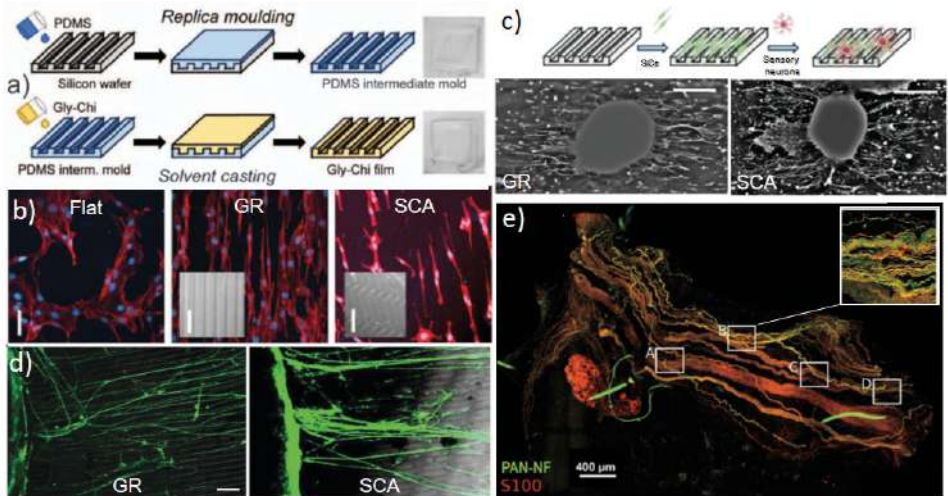 a)
PDMS
Replica moulding
Silicon wafer
PDMS intermediate mold
Gly-Chi
PDMS interm. mold
Solvent casting
Gly-Chi film
b)
Flat
GR
SCA
c)
SCs
Sensory
neurons
GR
SCA
d)
GR
SCA
e)
A
B
C
D
PAN-NF
S100
400 µm